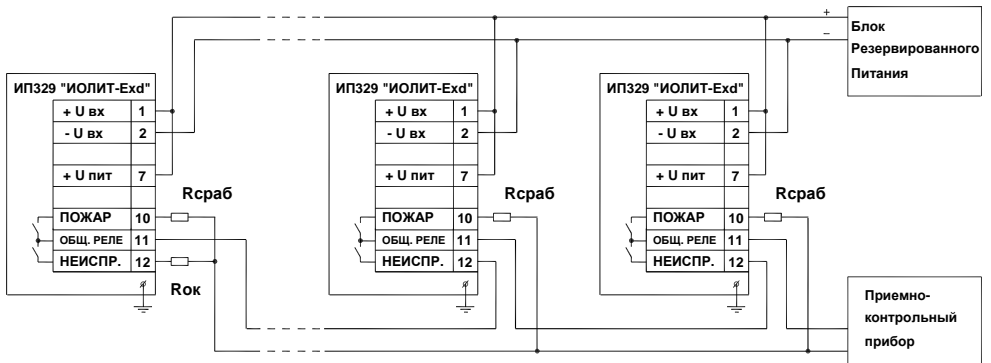 +
–
Блок
Резервированного
Питания
ИП329 "ИОЛИТ-Exd"
+ U вх 1
- U вх 2
+ U пит 7
Rсраб
ПОЖАР 10
ОБЩ. РЕЛЕ 11
НЕИСПР. 12
Rок
ИП329 "ИОЛИТ-Exd"
+ U вх 1
- U вх 2
+ U пит 7
Rсраб
ПОЖАР 10
ОБЩ. РЕЛЕ 11
НЕИСПР. 12
ИП329 "ИОЛИТ-Exd"
+ U вх 1
- U вх 2
+ U пит 7
Rсраб
ПОЖАР 10
ОБЩ. РЕЛЕ 11
НЕИСПР. 12
Приемно-
контрольный
прибор